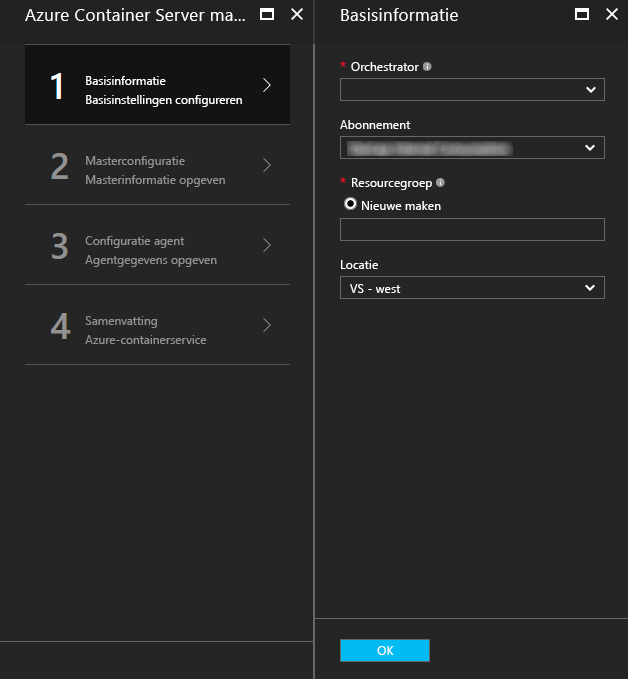 Azure Container Server ma...
1
Basisinformatie
Basisinstellingen configureren
2
Masterconfiguratie
Masterinformatie opgeven
3
Configuratie agent
Agentgegevens opgeven
4
Samenvatting
Azure-containerservice
Basisinformatie
* Orchestrator
Abonnement
* Resourcegroep
Nieuwe maken
Locatie
VS - west
OK